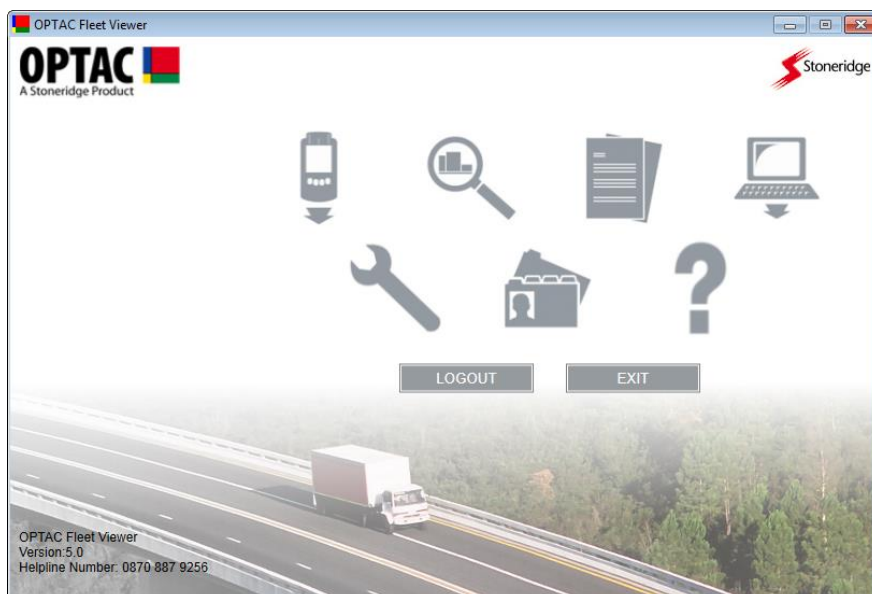 OPTAC Fleet Viewer
OPTAC
A Stoneridge Product
Stoneridge
LOGOUT
EXIT
OPTAC Fleet Viewer
Version:5.0
Helpline Number: 0870 887 9256